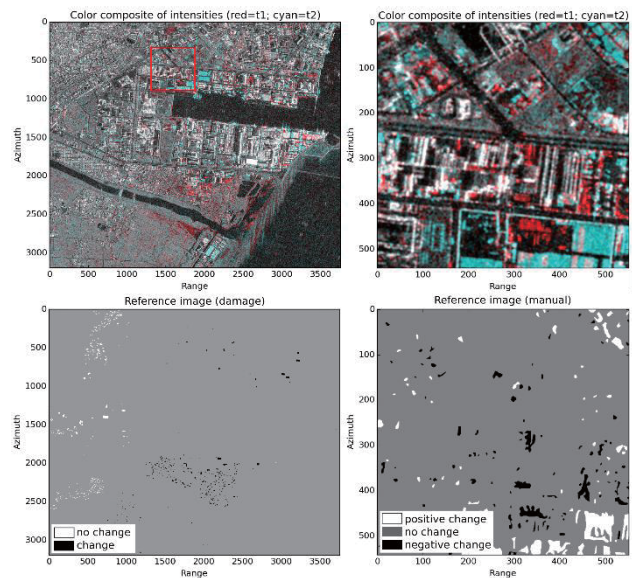 Color composite of intensities (red=t1; cyan=t2)
0
500
1000
1500
2000
2500
3000
Azimuth
0 500 1000 1500 2000 2500 3000 3500
Range
Color composite of intensities (red=t1; cyan=t2)
0
100
200
300
400
500
Azimuth
0 100 200 300 400 500
Range
Reference image (damage)
0
500
1000
1500
2000
2500
3000
Azimuth
no change
change
0 500 1000 1500 2000 2500 3000 3500
Range
Reference image (manual)
0
100
200
300
400
500
Azimuth
positive change
no change
negative change
0 100 200 300 400 500
Range